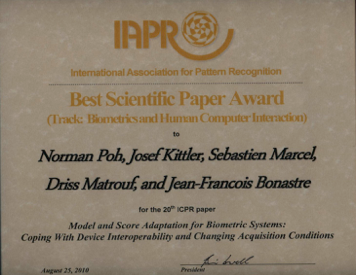 IAPR
International Association for Pattern Recognition
Best Scientific Paper Award
(Track: Biometrics and Human Computer Interaction)
to
Norman Poh, Josef Kittler, Sebastien Marcel,
Driss Matrouf, and Jean-Francois Bonastre
for the 20th ICPR paper
Model and Score Adaptation for Biometric Systems:
Coping With Device Interoperability and Changing Acquisition Conditions
August 25, 2010
President